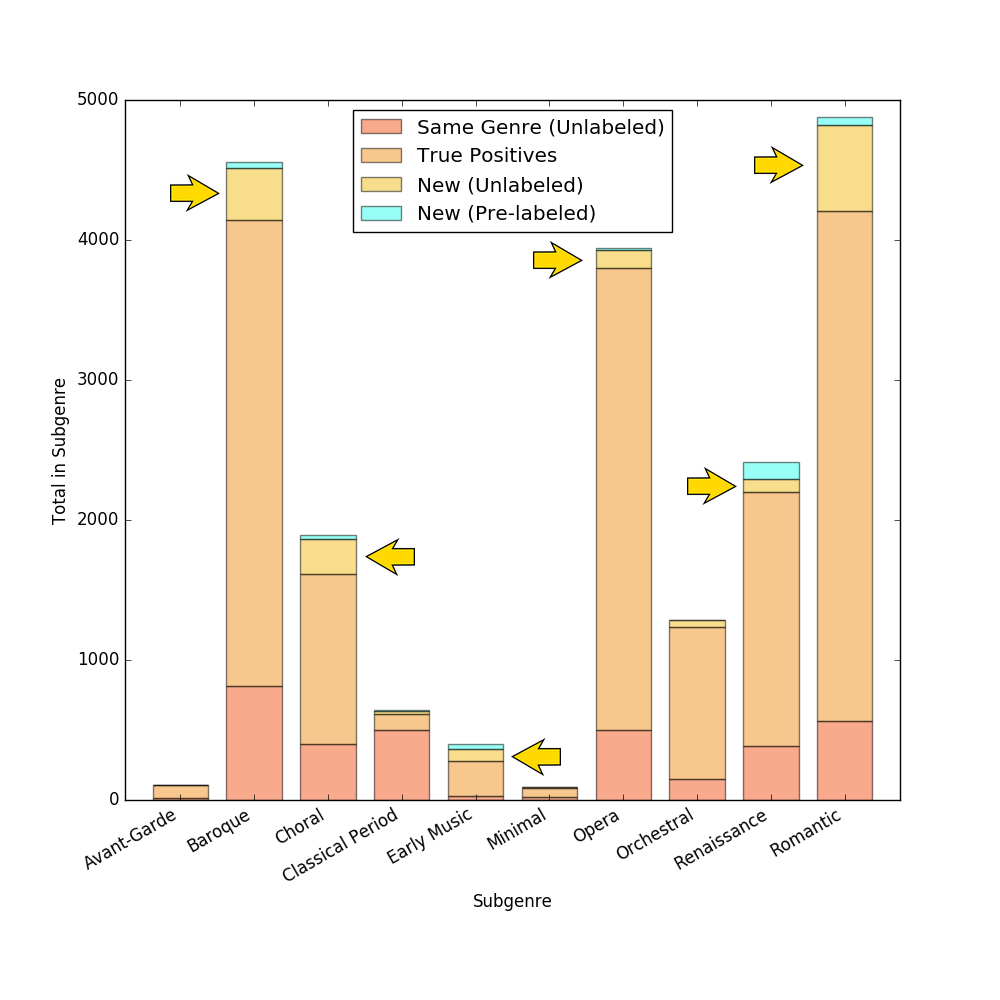 5000
4000
3000
2000
1000
0
Total in Subgenre
Same Genre (Unlabeled)
True Positives
New (Unlabeled)
New (Pre-labeled)
Avant-Garde
Baroque
Choral
Classical Period
Early Music
Minimal
Opera
Orchestral
Renaissance
Romantic
Subgenre